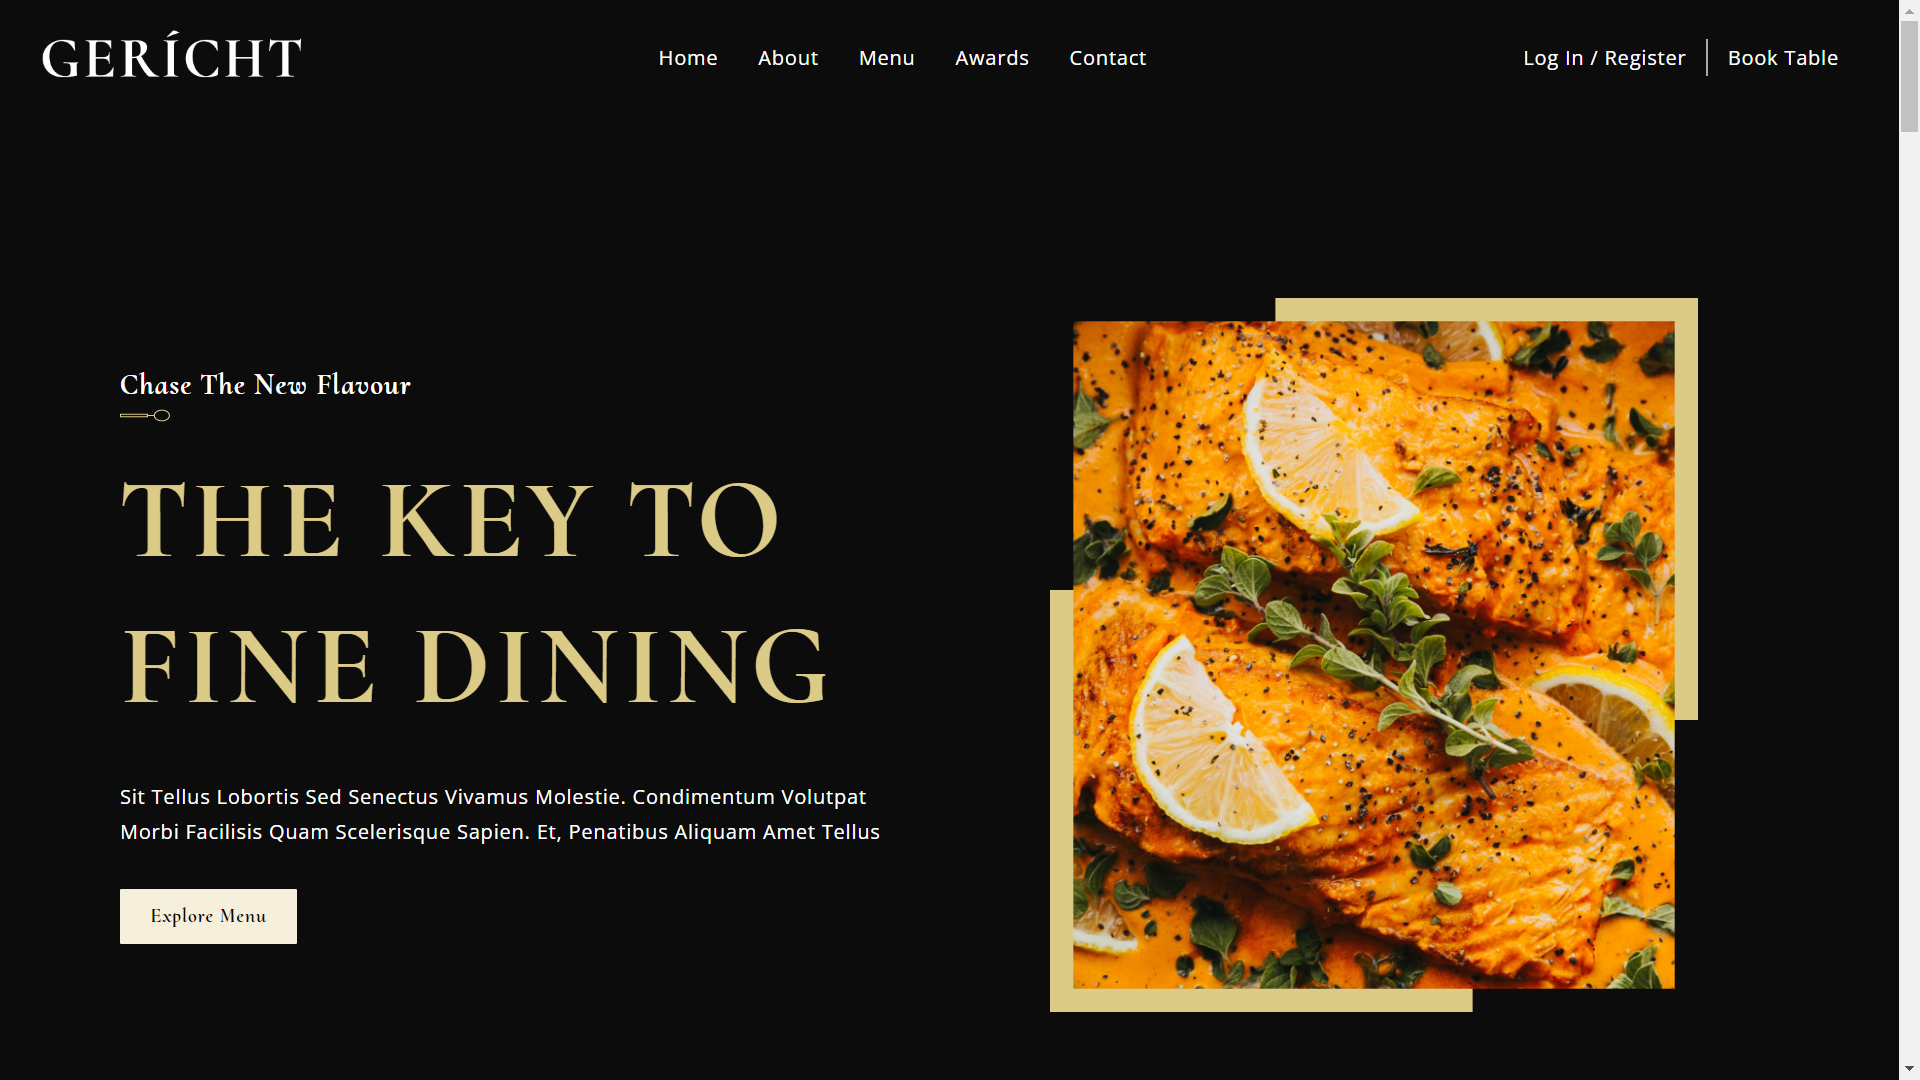 GERÍCHT
Home About Menu Awards Contact
Log In / Register Book Table
Chase The New Flavour
THE KEY TO
FINE DINING
Sit Tellus Lobortis Sed Senectus Vivamus Molestie. Condimentum Volutpat
Morbi Facilisis Quam Scelerisque Sapien. Et, Penatibus Aliquam Amet Tellus
Explore Menu